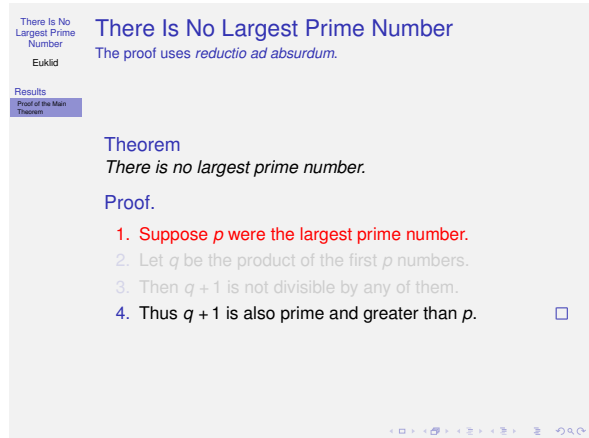 There Is No
Largest Prime
Number
Euklid
Results
Proof of the Main
Theorem
There Is No Largest Prime Number
The proof uses reductio ad absurdum.
Theorem
There is no largest prime number.
Proof.
1. Suppose p were the largest prime number.
2. Let q be the product of the first p numbers.
3. Then q + 1 is not divisible by any of them.
4. Thus q + 1 is also prime and greater than p. □